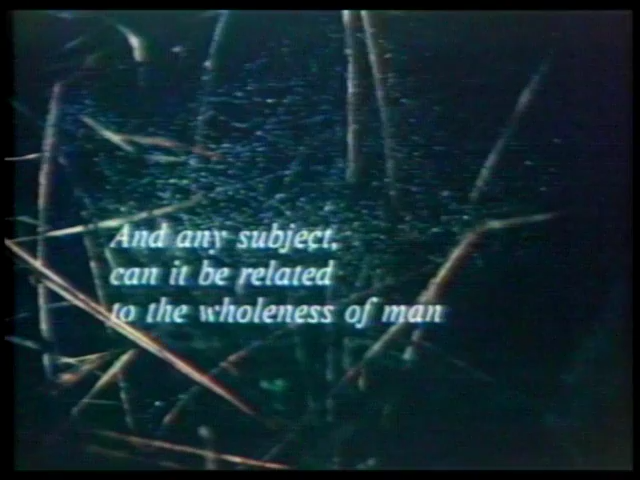 And any subject,
can it be related
to the wholeness of man